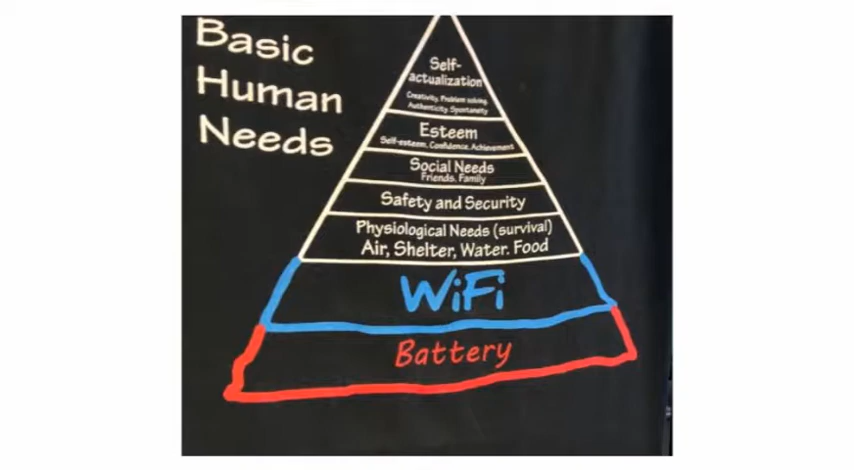 Basic
Human
Needs
Self-
actualization
Creativity, Problem solving,
Authenticity, Spontaneity
Esteem
Self-esteem, Confidence, Achievement
Social Needs
Friends, Family
Safety and Security
Physiological Needs (survival)
Air, Shelter, Water. Food
WiFi
Battery